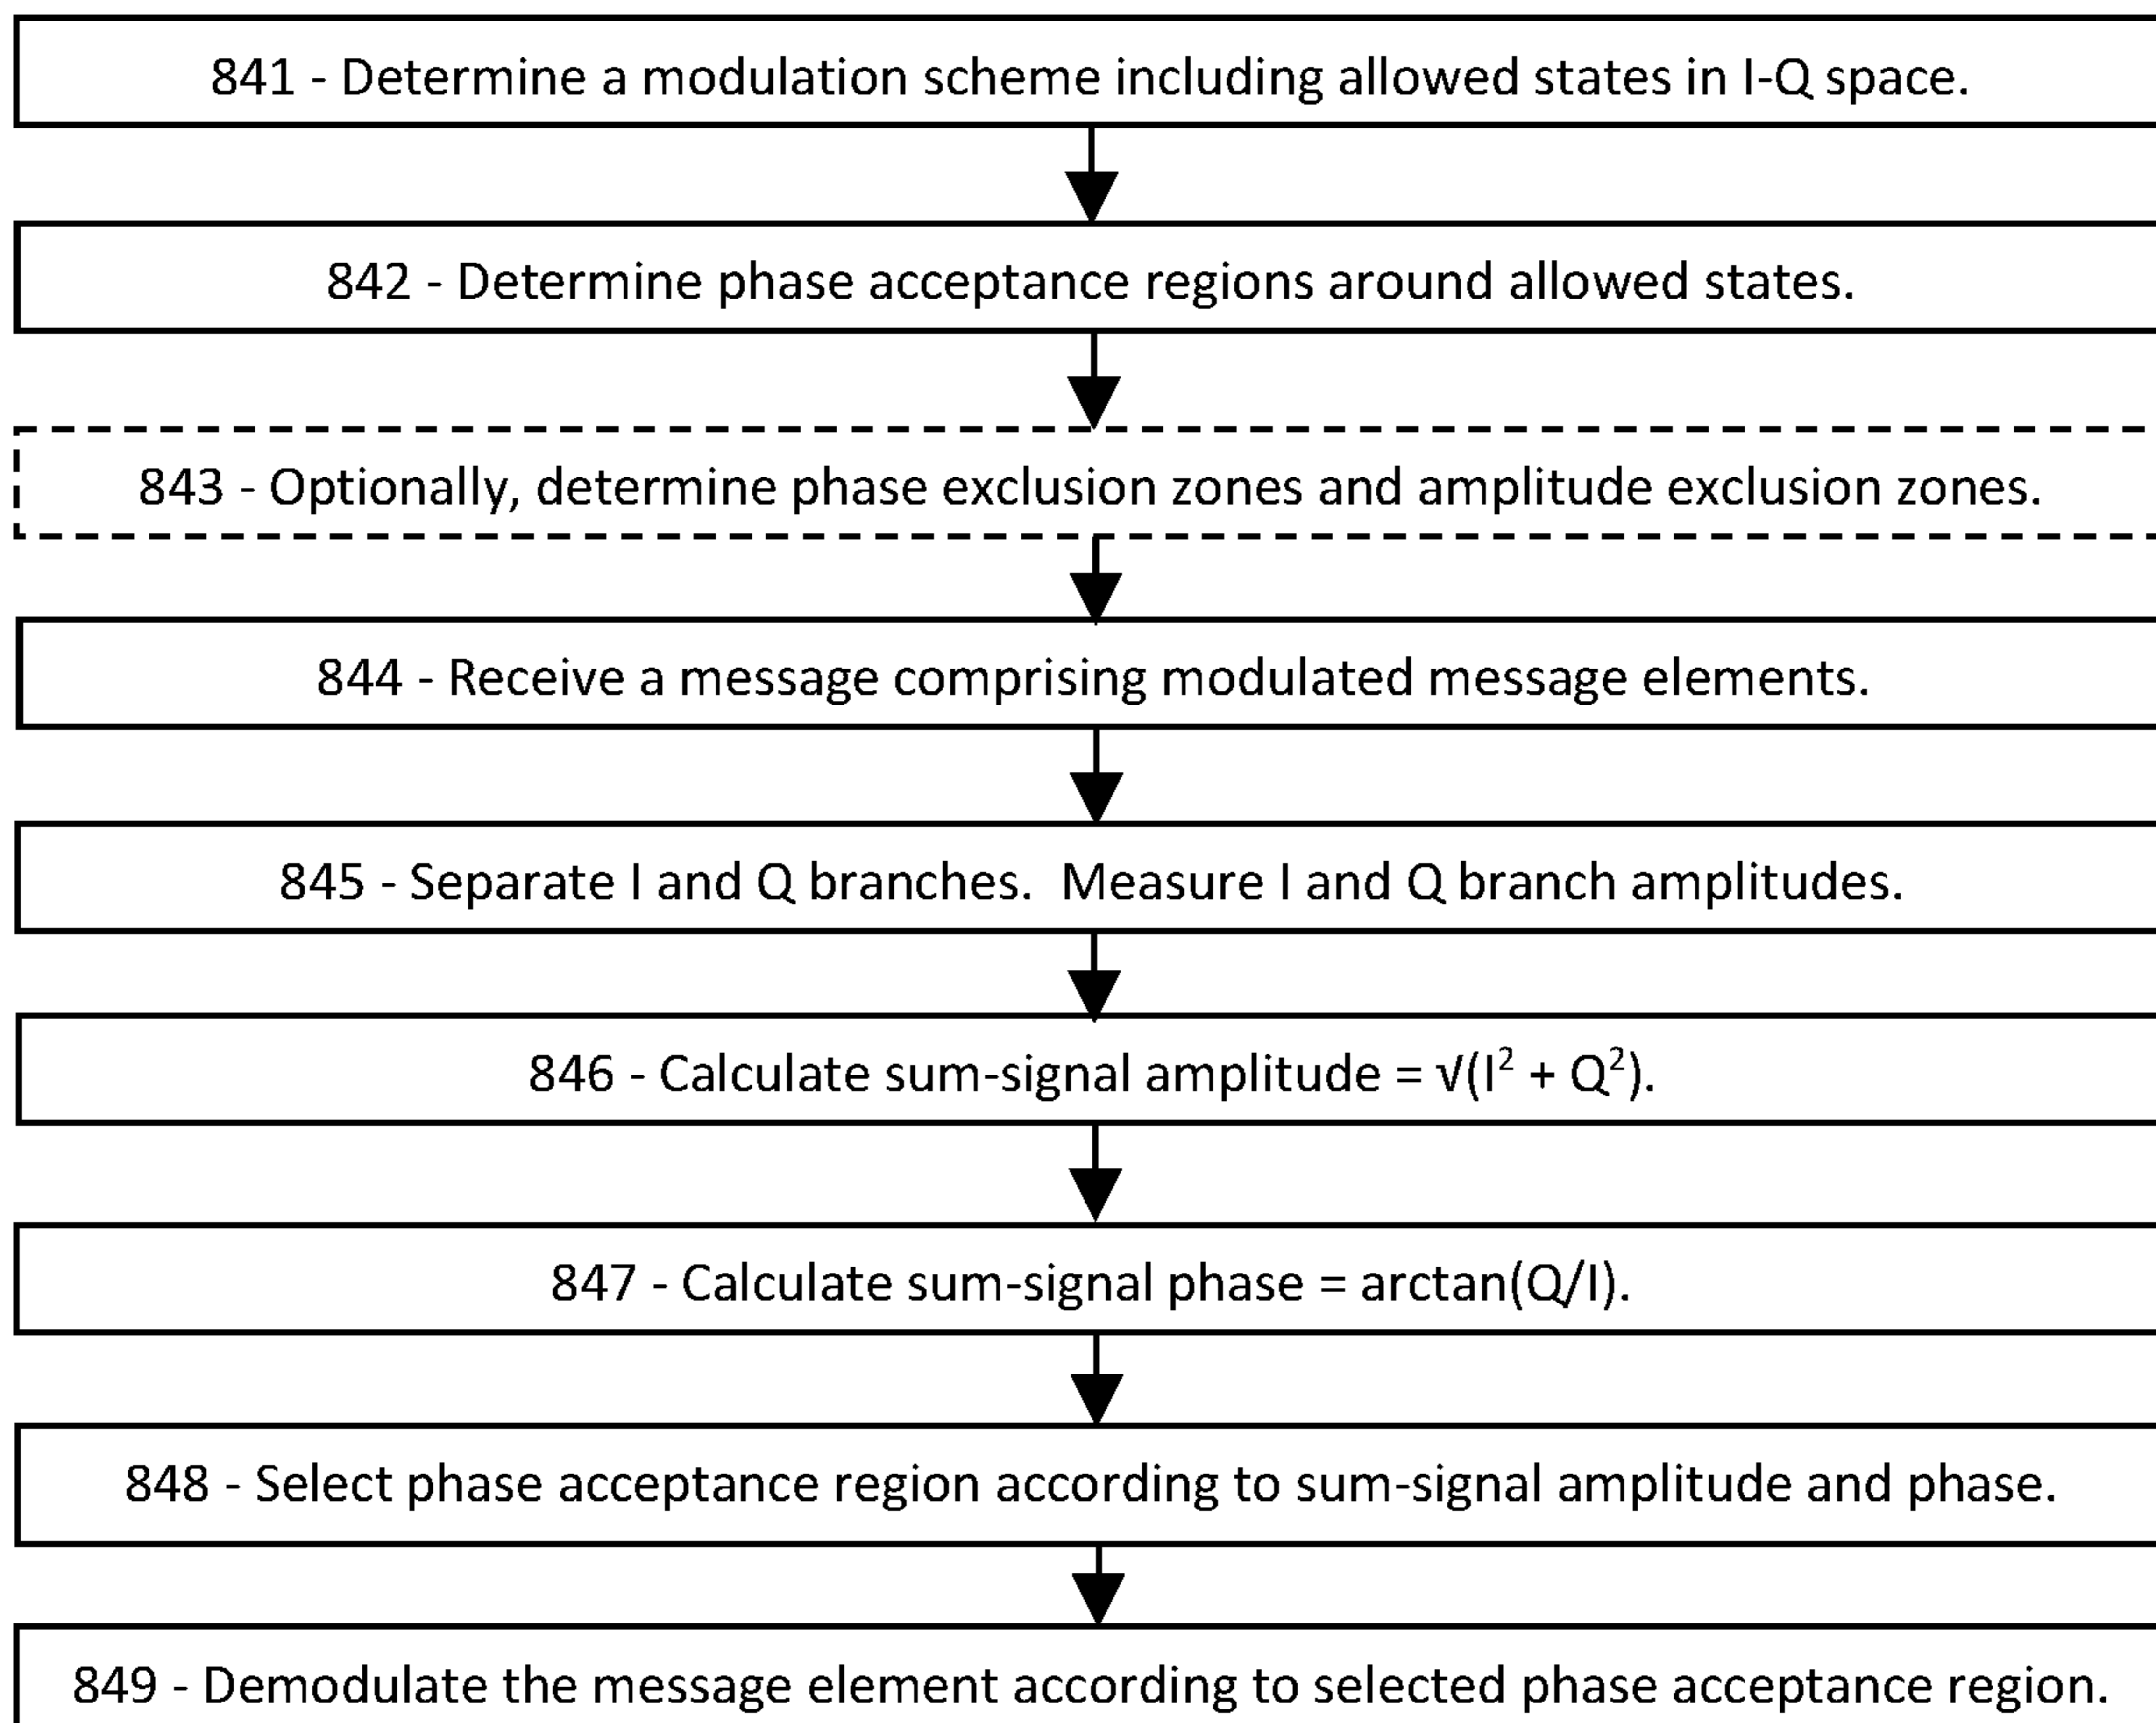 841 - Determine a modulation scheme including allowed states in I-Q space.
842 - Determine phase acceptance regions around allowed states.
843 - Optionally, determine phase exclusion zones and amplitude exclusion zones.
844 - Receive a message comprising modulated message elements.
845 - Separate I and Q branches.  Measure I and Q branch amplitudes.
846 - Calculate sum-signal amplitude = √(I² + Q²).
847 - Calculate sum-signal phase = arctan(Q/I).
848 - Select phase acceptance region according to sum-signal amplitude and phase.
849 - Demodulate the message element according to selected phase acceptance region.